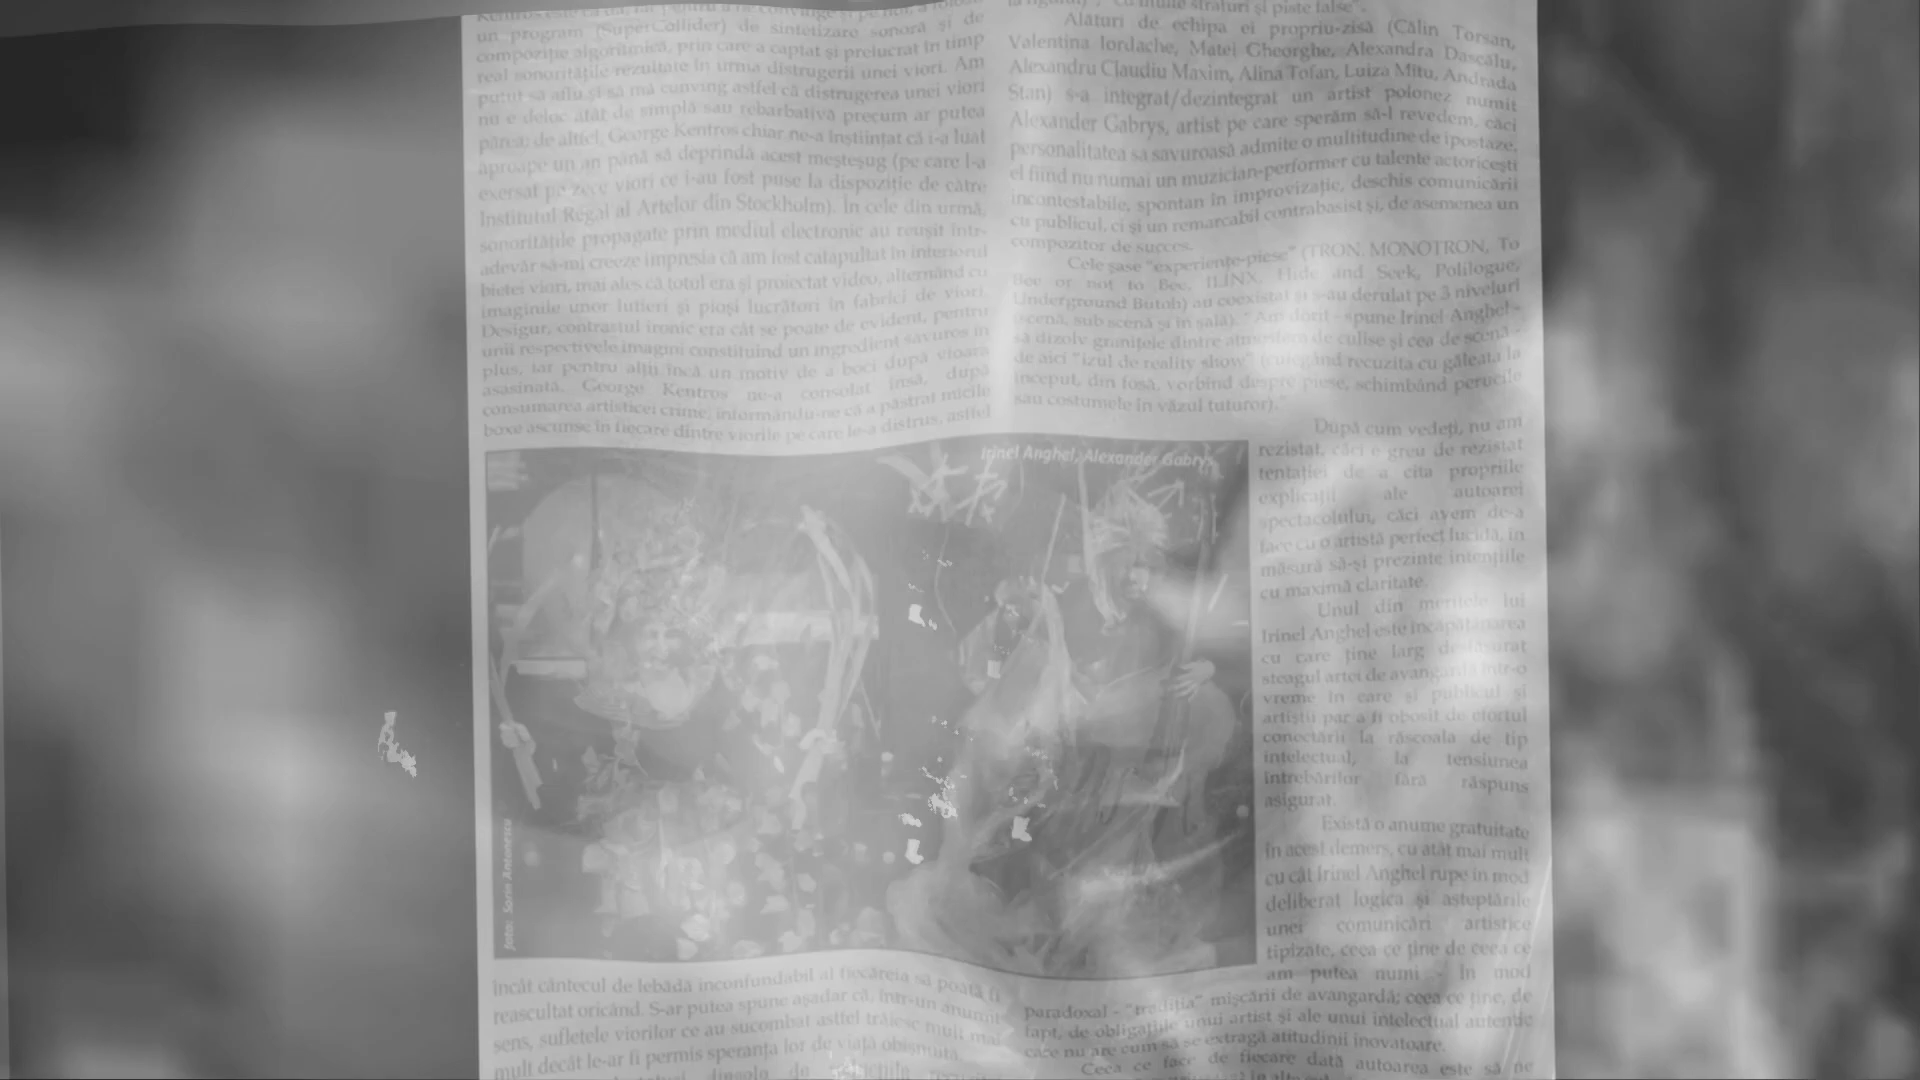 un program (SuperCollider) de sintetizare sonoră și de
compoziție algoritmică, prin care a captat și prelucrat în timp
real sonoritățile rezultate în urma distrugerii unei viori. Am
putut să aflu și să mă conving astfel că distrugerea unei viori
nu e deloc atât de simplă sau rebarbativă precum ar putea
părea; de altfel, George Kentros chiar ne-a înștiințat că i-a luat
aproape un an până să deprindă acest meșteșug (pe care l-a
exersat pe zece viori ce i-au fost puse la dispoziție de către
Institutul Regal al Artelor din Stockholm). În cele din urmă,
sonoritățile propagate prin mediul electronic au reușit într-
adevăr să-mi creeze impresia că am fost catapultat în interiorul
bietei viori, mai ales că totul era și proiectat video, alternând cu
imaginile unor lutieri și pioși lucrători în fabrici de viori.
Desigur, contrastul ironic era cât se poate de evident, pentru
unii respectivele imagini constituind un ingredient savuros în
plus, iar pentru alții încă un motiv de a boci după vioara
asasinată. George Kentros ne-a consolat însă, după
consumarea artisticei crime, informându-ne că a păstrat micile
boxe ascunse în fiecare dintre viorile pe care le-a distrus, astfel
Irinel Anghel, Alexander Gabrys
foto: Sorin Antonescu
încât cântecul de lebădă inconfundabil al fiecăreia să poată fi
reascultat oricând. S-ar putea spune așadar că, într-un anumit
sens, sufletele viorilor ce au sucombat astfel trăiesc mult mai
mult decât le-ar fi permis speranța lor de viață obișnuită.
la rigoliu) , "cu multe straturi și piste false".
Alături de echipa ei propriu-zisă (Călin Torsan,
Valentina Iordache, Matei Gheorghe, Alexandra Dascălu,
Alexandru Claudiu Maxim, Alina Tofan, Luiza Mitu, Andrada
Stan) s-a integrat/dezintegrat un artist polonez numit
Alexander Gabrys, artist pe care sperăm să-l revedem, căci
personalitatea sa savuroasă admite o multitudine de ipostaze,
el fiind nu numai un muzician-performer cu talente actoricești
incontestabile, spontan în improvizație, deschis comunicării
cu publicul, ci și un remarcabil contrabasist și, de asemenea un
compozitor de succes.
Cele șase "experiențe-piese" (TRON. MONOTRON, To
Bee or not to Bee, ILINX, Hide and Seek, Polilogue,
Underground Butoh) au coexistat și s-au derulat pe 3 niveluri
(scenă, sub scenă și în sală). "Am dorit - spune Irinel Anghel -
să dizolv granițele dintre atmosfera de culise și cea de scenă -
de aici "izul de reality show" (culegând recuzita cu găleata la
început, din fosă, vorbind despre piese, schimbând perucile
sau costumele în văzul tuturor)."
După cum vedeți, nu am
rezistat, căci e greu de rezistat
tentației de a cita propriile
explicații ale autoarei
spectacolului, căci avem de-a
face cu o artistă perfect lucidă, în
măsură să-și prezinte intențiile
cu maximă claritate.
Unul din meritele lui
Irinel Anghel este încăpățânarea
cu care ține larg desfășurat
steagul artei de avangardă într-o
vreme în care și publicul și
artiștii par a fi obosit de efortul
conectării la răscoala de tip
intelectual, la tensiunea
întrebărilor fără răspuns
asigurat.
Există o anume gratuitate
în acest demers, cu atât mai mult
cu cât Irinel Anghel rupe în mod
deliberat logica și așteptările
unei comunicări artistice
tipizate, ceea ce ține de ceea ce
am putea numi - în mod
paradoxal - "tradiția" mișcării de avangardă; ceea ce ține, de
fapt, de obligațiile unui artist și ale unui intelectual autentic
care nu are cum să se extragă atitudinii inovatoare.
Ceea ce face de fiecare dată autoarea este să ne